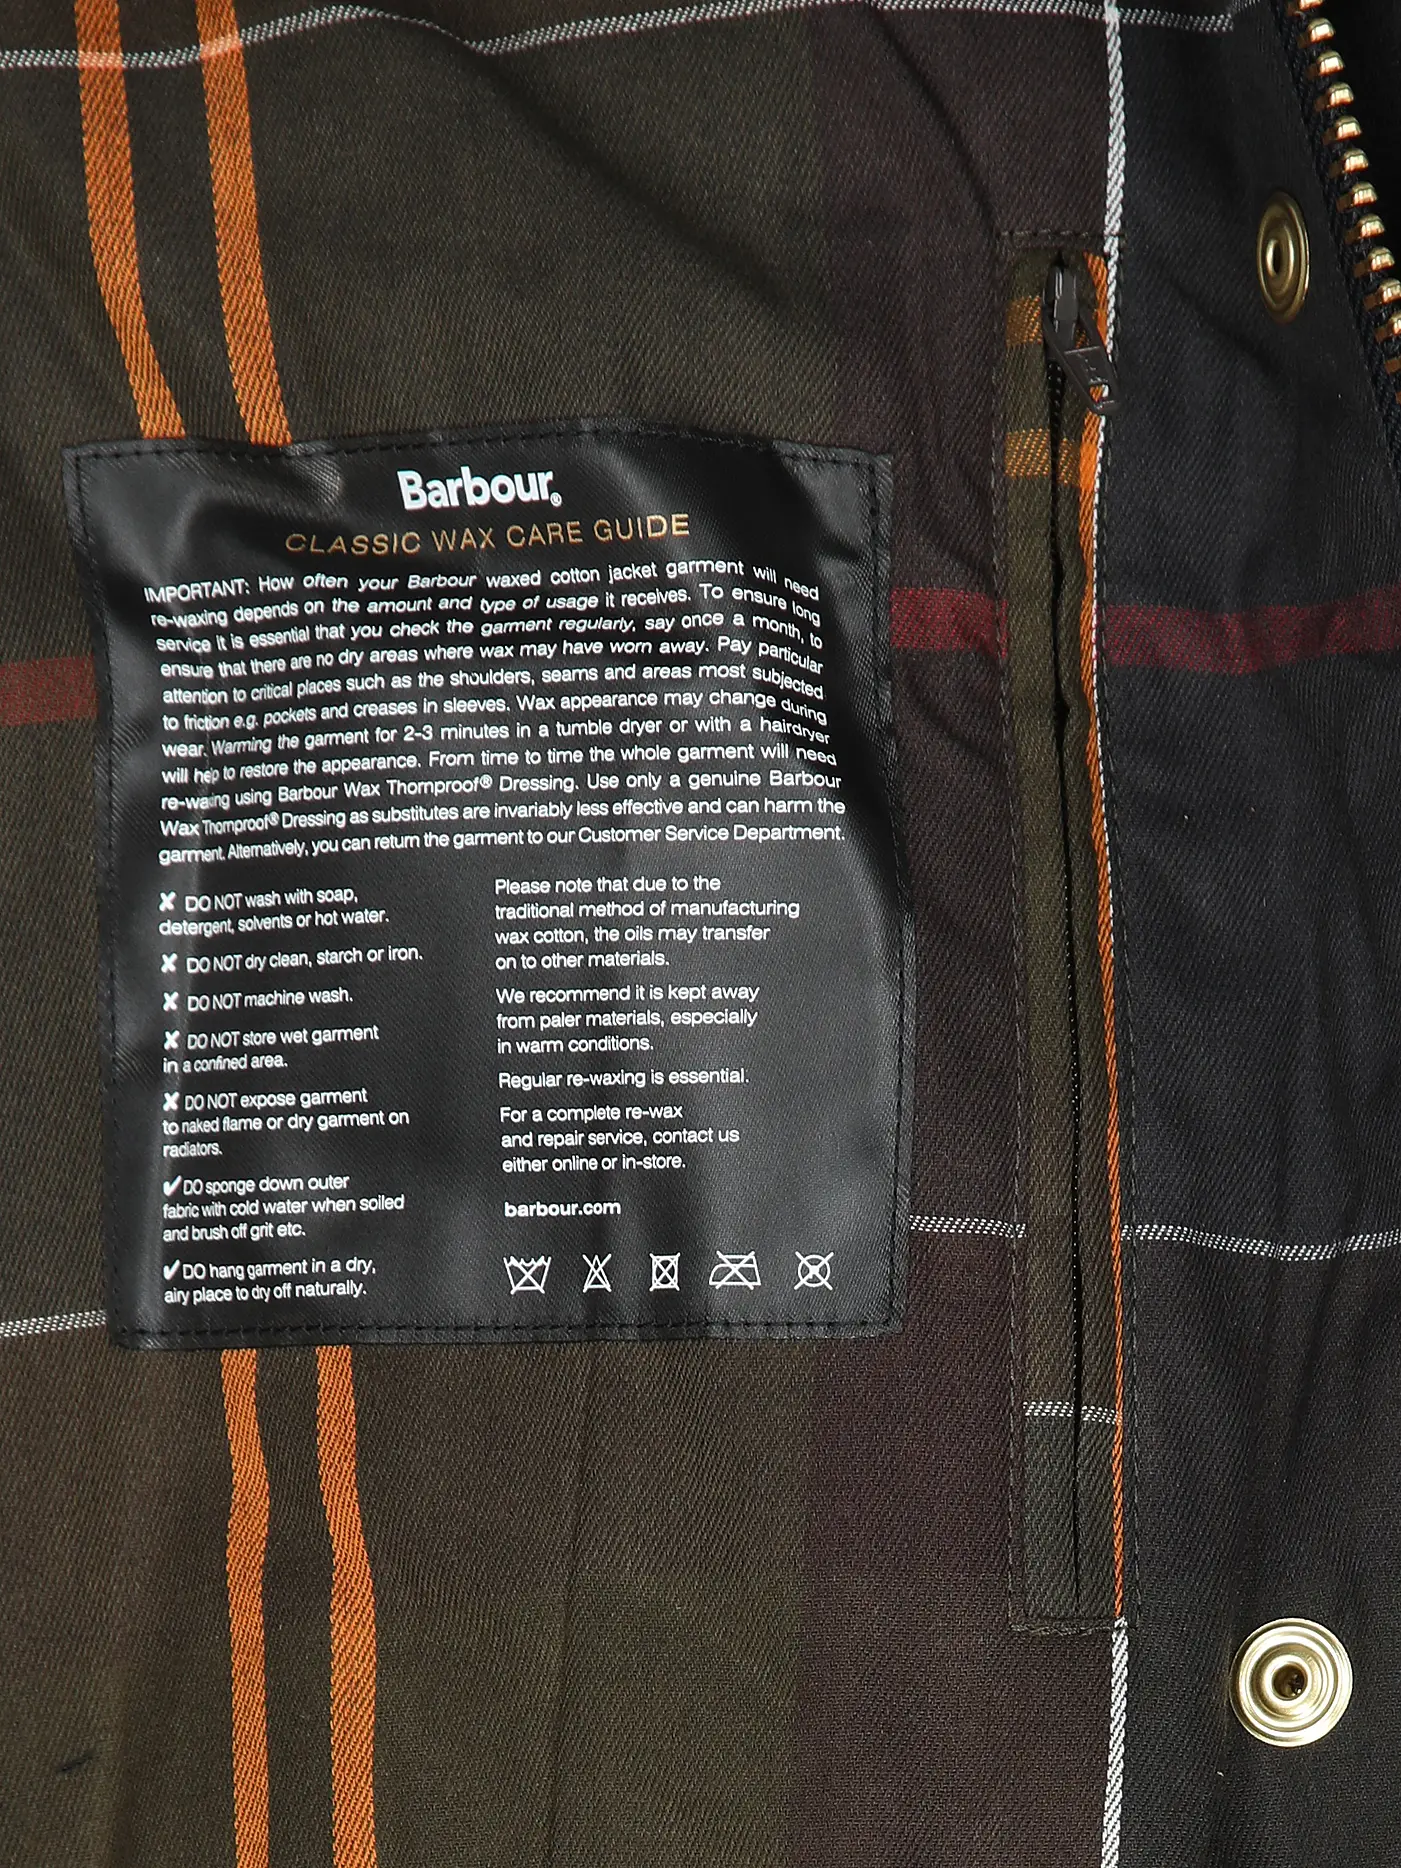 Barbour®
CLASSIC WAX CARE GUIDE
IMPORTANT: How often your Barbour waxed cotton jacket garment will need
re-waxing depends on the amount and type of usage it receives. To ensure long
service it is essential that you check the garment regularly, say once a month, to
ensure that there are no dry areas where wax may have worn away. Pay particular
attention to critical places such as the shoulders, seams and areas most subjected
to friction e.g. pockets and creases in sleeves. Wax appearance may change during
wear. Warming the garment for 2-3 minutes in a tumble dryer or with a hairdryer
will help to restore the appearance. From time to time the whole garment will need
re-waxing using Barbour Wax Thornproof® Dressing. Use only a genuine Barbour
Wax Thornproof® Dressing as substitutes are invariably less effective and can harm the
garment. Alternatively, you can return the garment to our Customer Service Department.
✘ DO NOT wash with soap,
detergent, solvents or hot water.
✘ DO NOT dry clean, starch or iron.
✘ DO NOT machine wash.
✘ DO NOT store wet garment
in a confined area.
✘ DO NOT expose garment
to naked flame or dry garment on
radiators.
✔ DO sponge down outer
fabric with cold water when soiled
and brush off grit etc.
✔ DO hang garment in a dry,
airy place to dry off naturally.
Please note that due to the
traditional method of manufacturing
wax cotton, the oils may transfer
on to other materials.
We recommend it is kept away
from paler materials, especially
in warm conditions.
Regular re-waxing is essential.
For a complete re-wax
and repair service, contact us
either online or in-store.
barbour.com